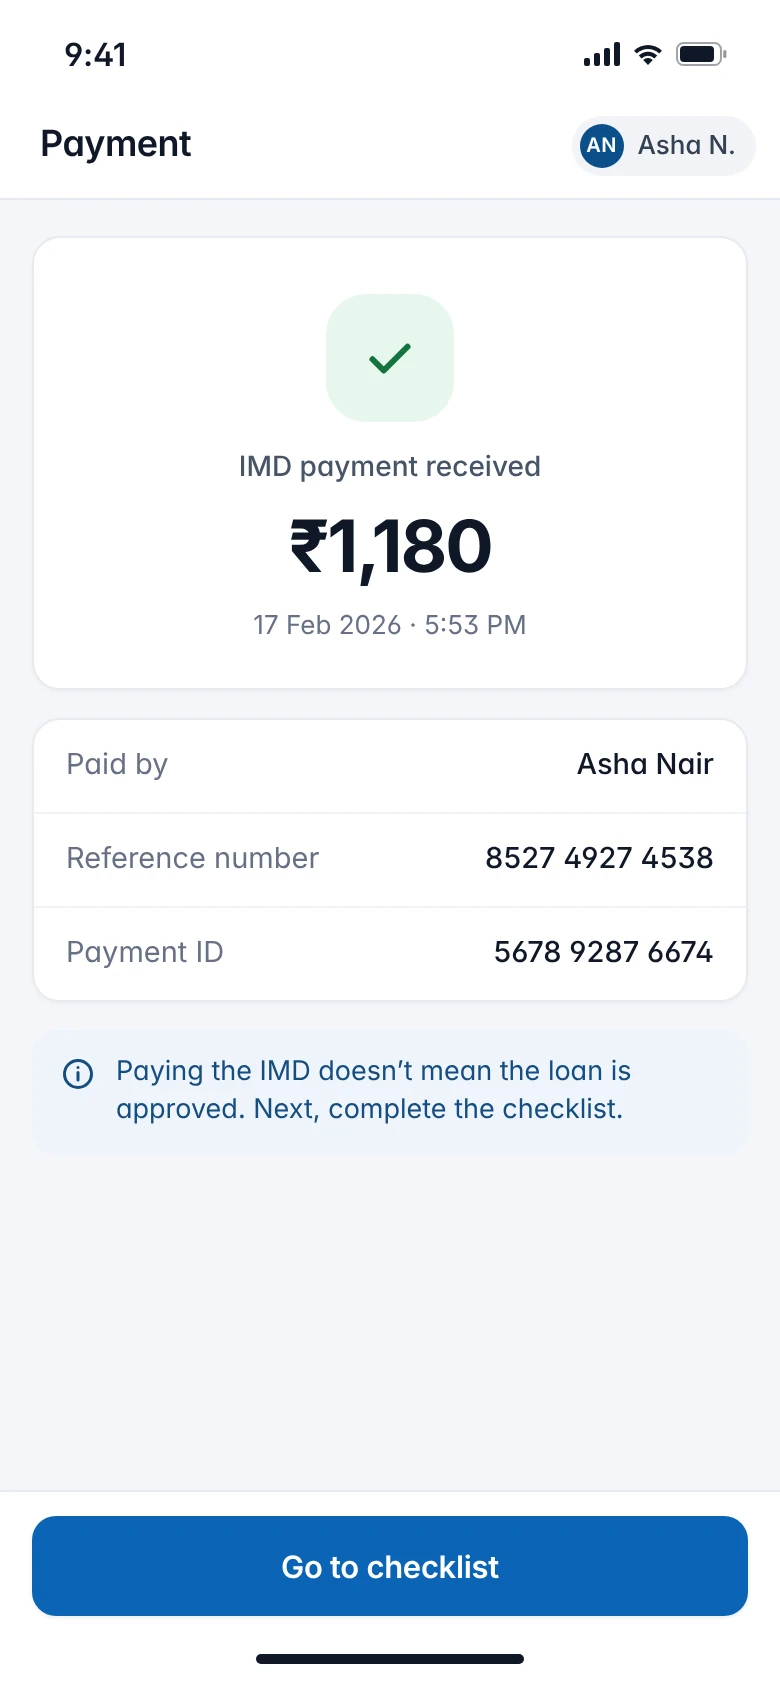 9:41
Payment
AN Asha N.
IMD payment received
₹1,180
17 Feb 2026 · 5:53 PM
Paid by Asha Nair
Reference number 8527 4927 4538
Payment ID 5678 9287 6674
Paying the IMD doesn’t mean the loan is
approved. Next, complete the checklist.
Go to checklist